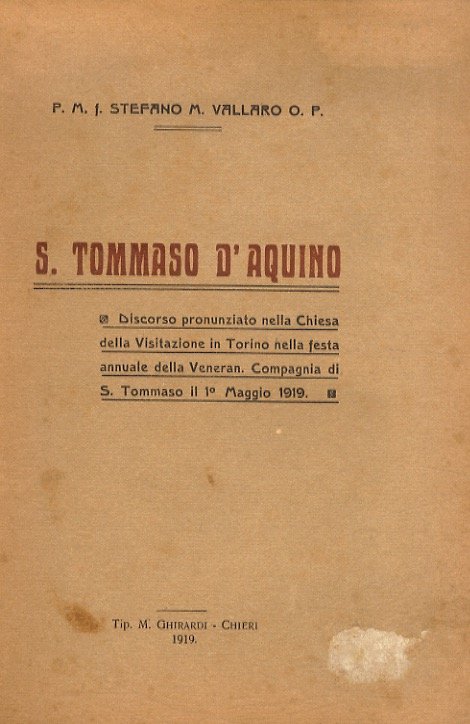 P. M. f. STEFANO M. VALLARO O. P.
S. TOMMASO D'AQUINO
Discorso pronunziato nella Chiesa
della Visitazione in Torino nella festa
annuale della Veneran. Compagnia di
S. Tommaso il 1º Maggio 1919.
Tip. M. GHIRARDI - CHIERI
1919.